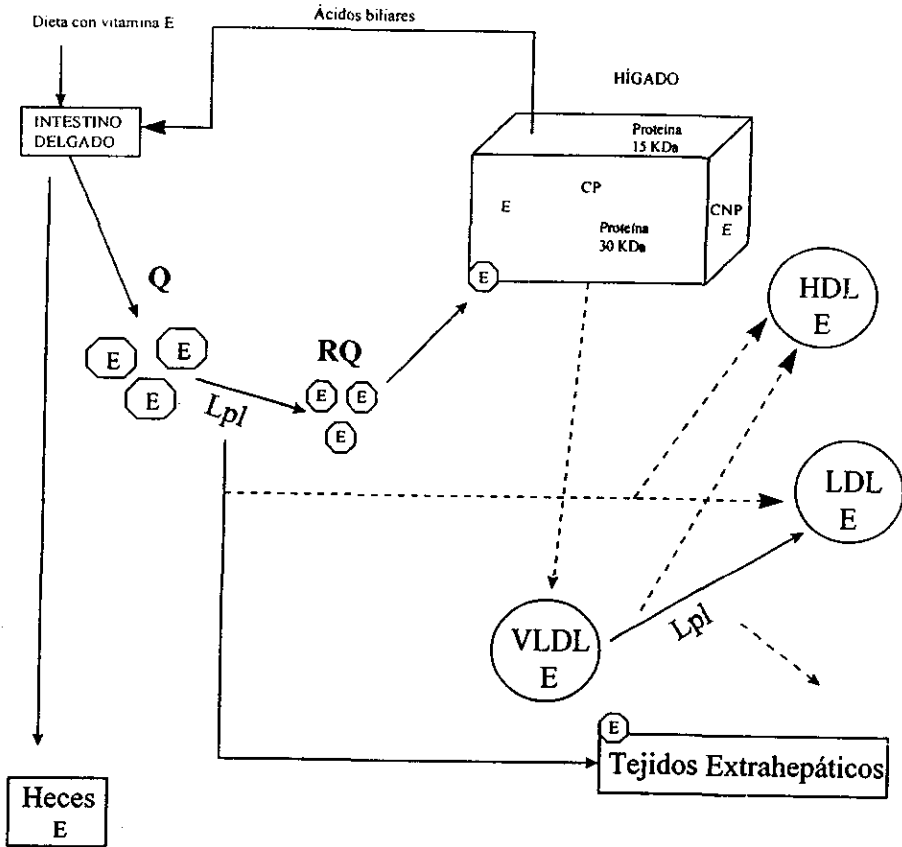 Dieta con vitamina E
Ácidos biliares
HÍGADO
INTESTINO
DELGADO
Proteína
15 KDa
CP
E
CNP
E
Proteína
30 KDa
E
Q
E
E
E
RQ
E
E
E
Lpl
HDL
E
LDL
E
VLDL
E
Lpl
E
Tejidos Extrahepáticos
Heces
E